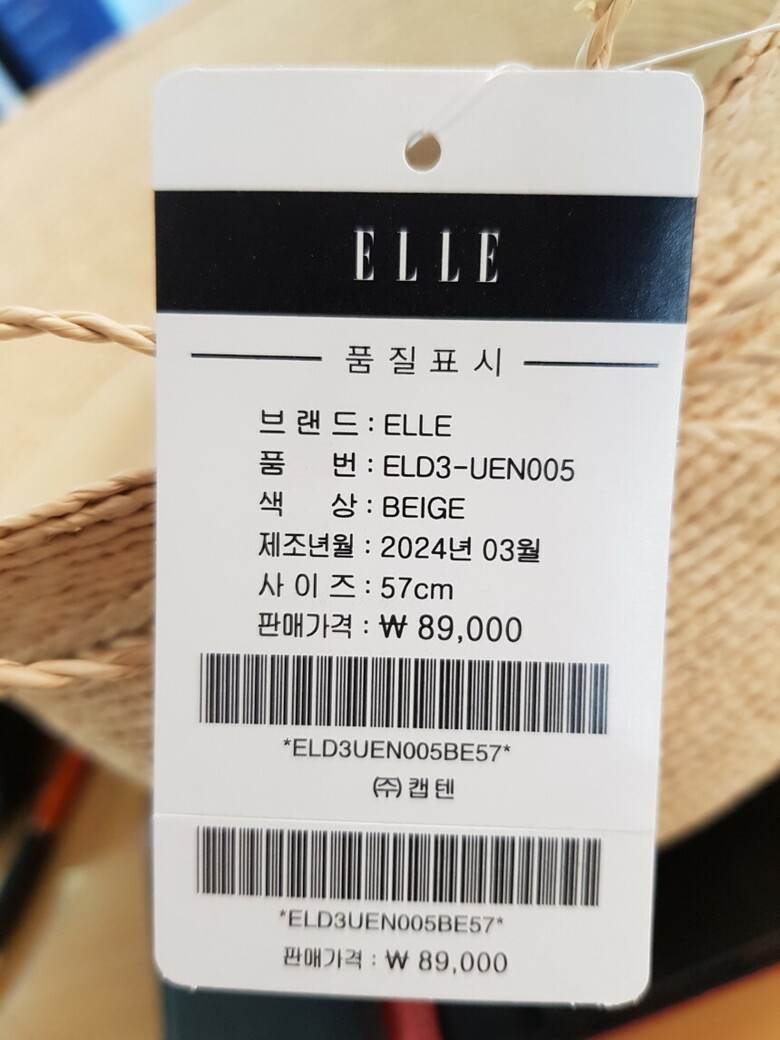 ELLE
품질표시
브랜드 : ELLE
품 번 : ELD3-UEN005
색 상 : BEIGE
제조년월 : 2024년 03월
사이즈 : 57cm
판매가격 : ₩ 89,000
*ELD3UEN005BE57*
㈜캡텐
*ELD3UEN005BE57*
판매가격 : ₩ 89,000